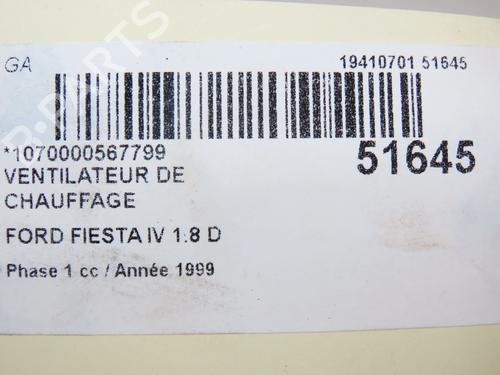 GA
19410701 51645
*1070000567799
51645
VENTILATEUR DE
CHAUFFAGE
FORD FIESTA IV 1.8 D
Phase 1 cc / Année 1999